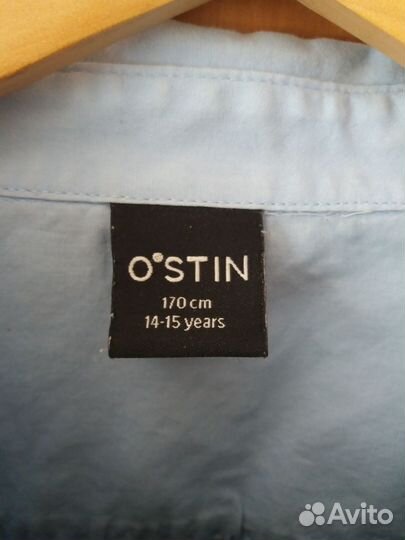 O'STIN
170 cm
14-15 years
Avito